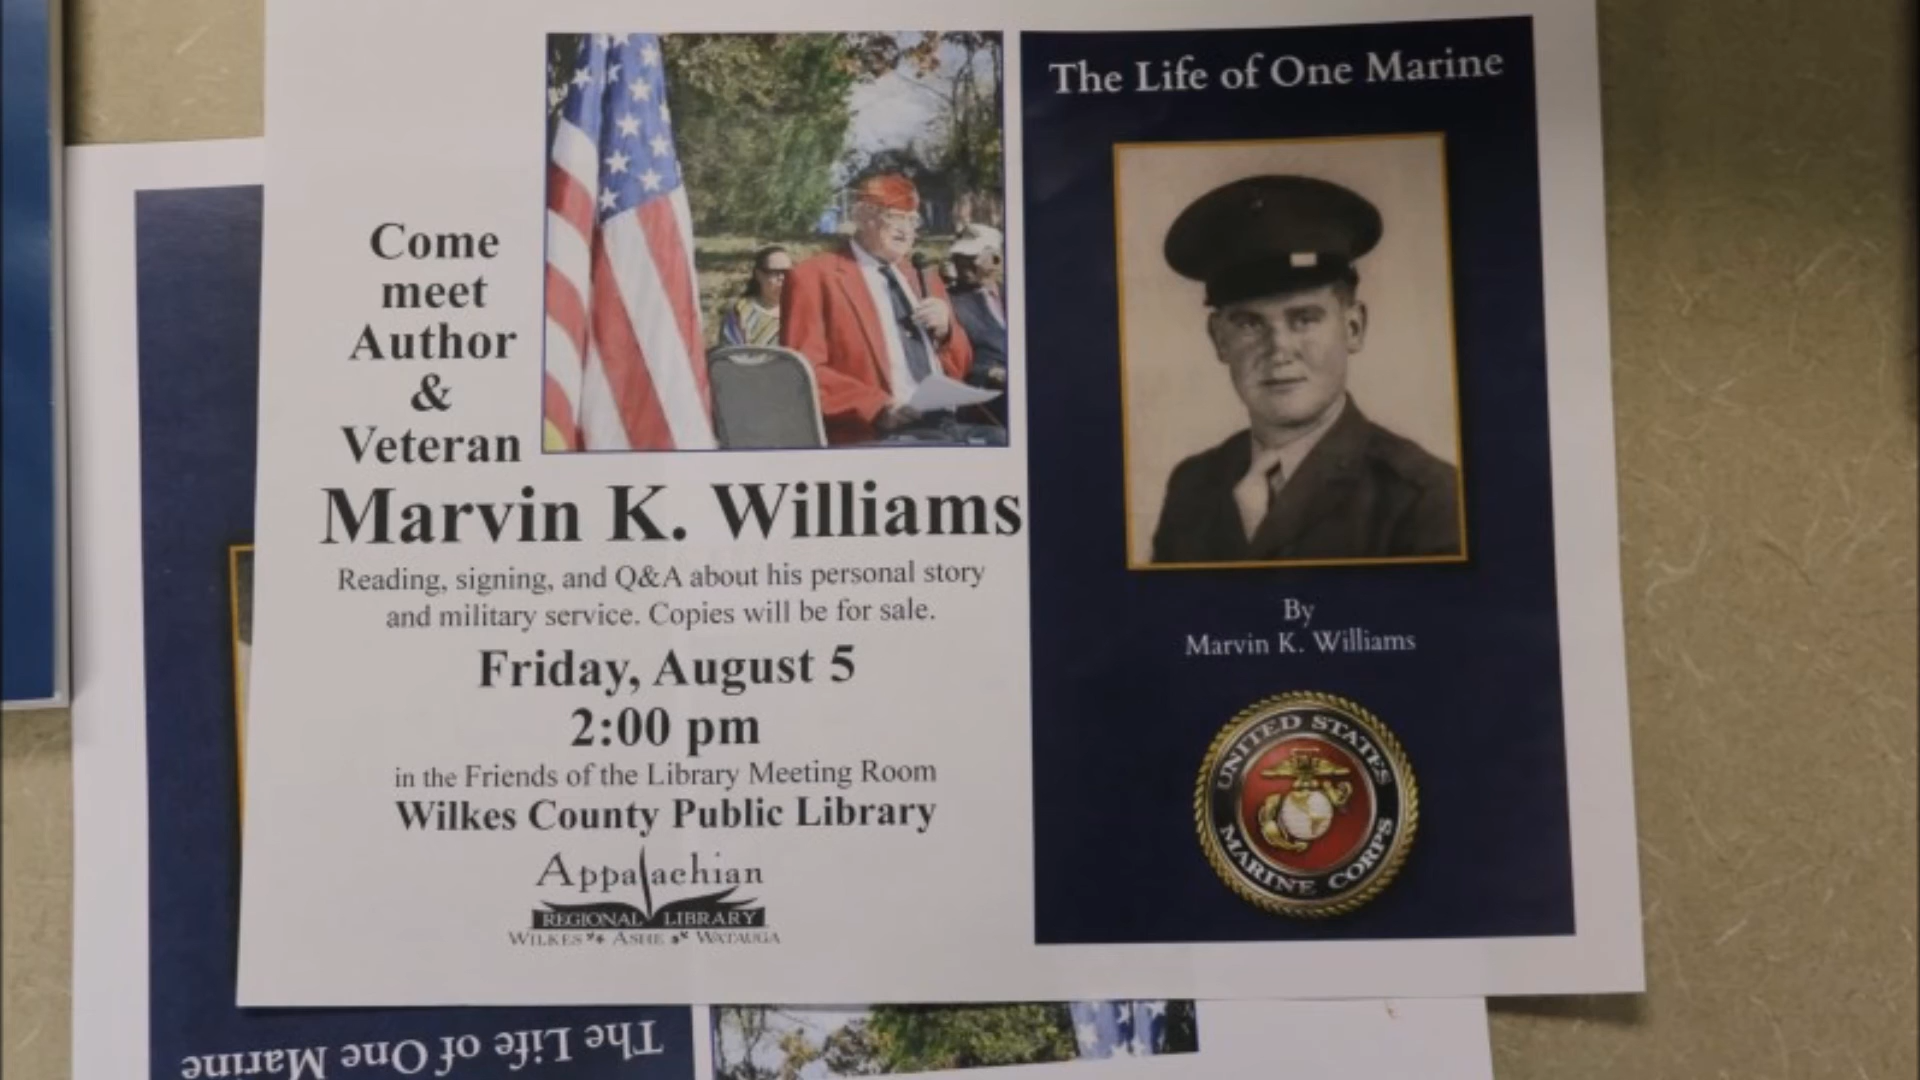 Come
meet
Author
&
Veteran
Marvin K. Williams
Reading, signing, and Q&A about his personal story
and military service. Copies will be for sale.
Friday, August 5
2:00 pm
in the Friends of the Library Meeting Room
Wilkes County Public Library
Appalachian
REGIONAL LIBRARY
WILKES ASHE WATAUGA
The Life of One Marine
By
Marvin K. Williams
UNITED STATES
MARINE CORPS
The Life of One Marine